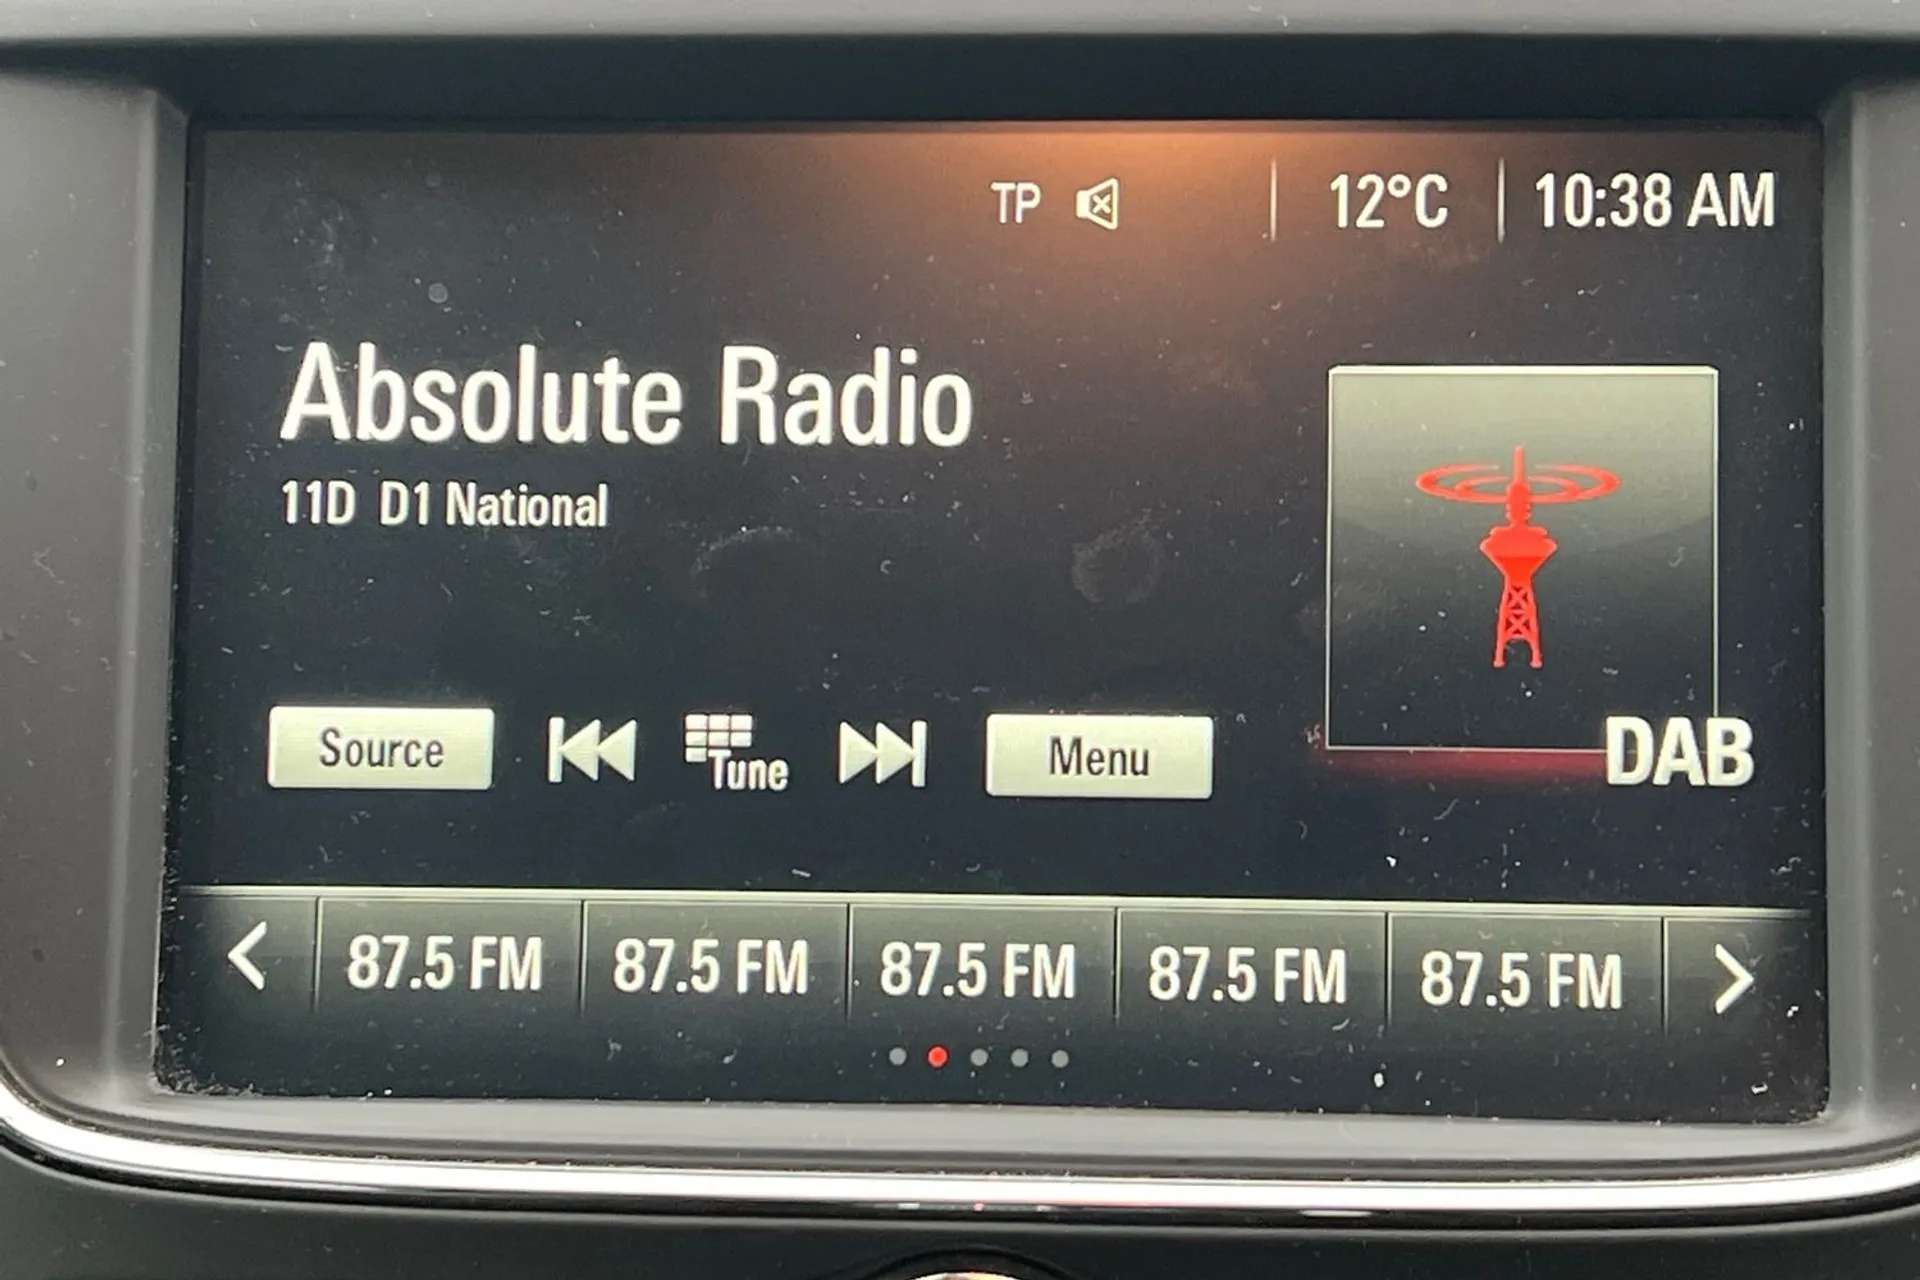 TP 12°C 10:38 AM
Absolute Radio
11D D1 National
DAB
Source Tune Menu
87.5 FM 87.5 FM 87.5 FM 87.5 FM 87.5 FM